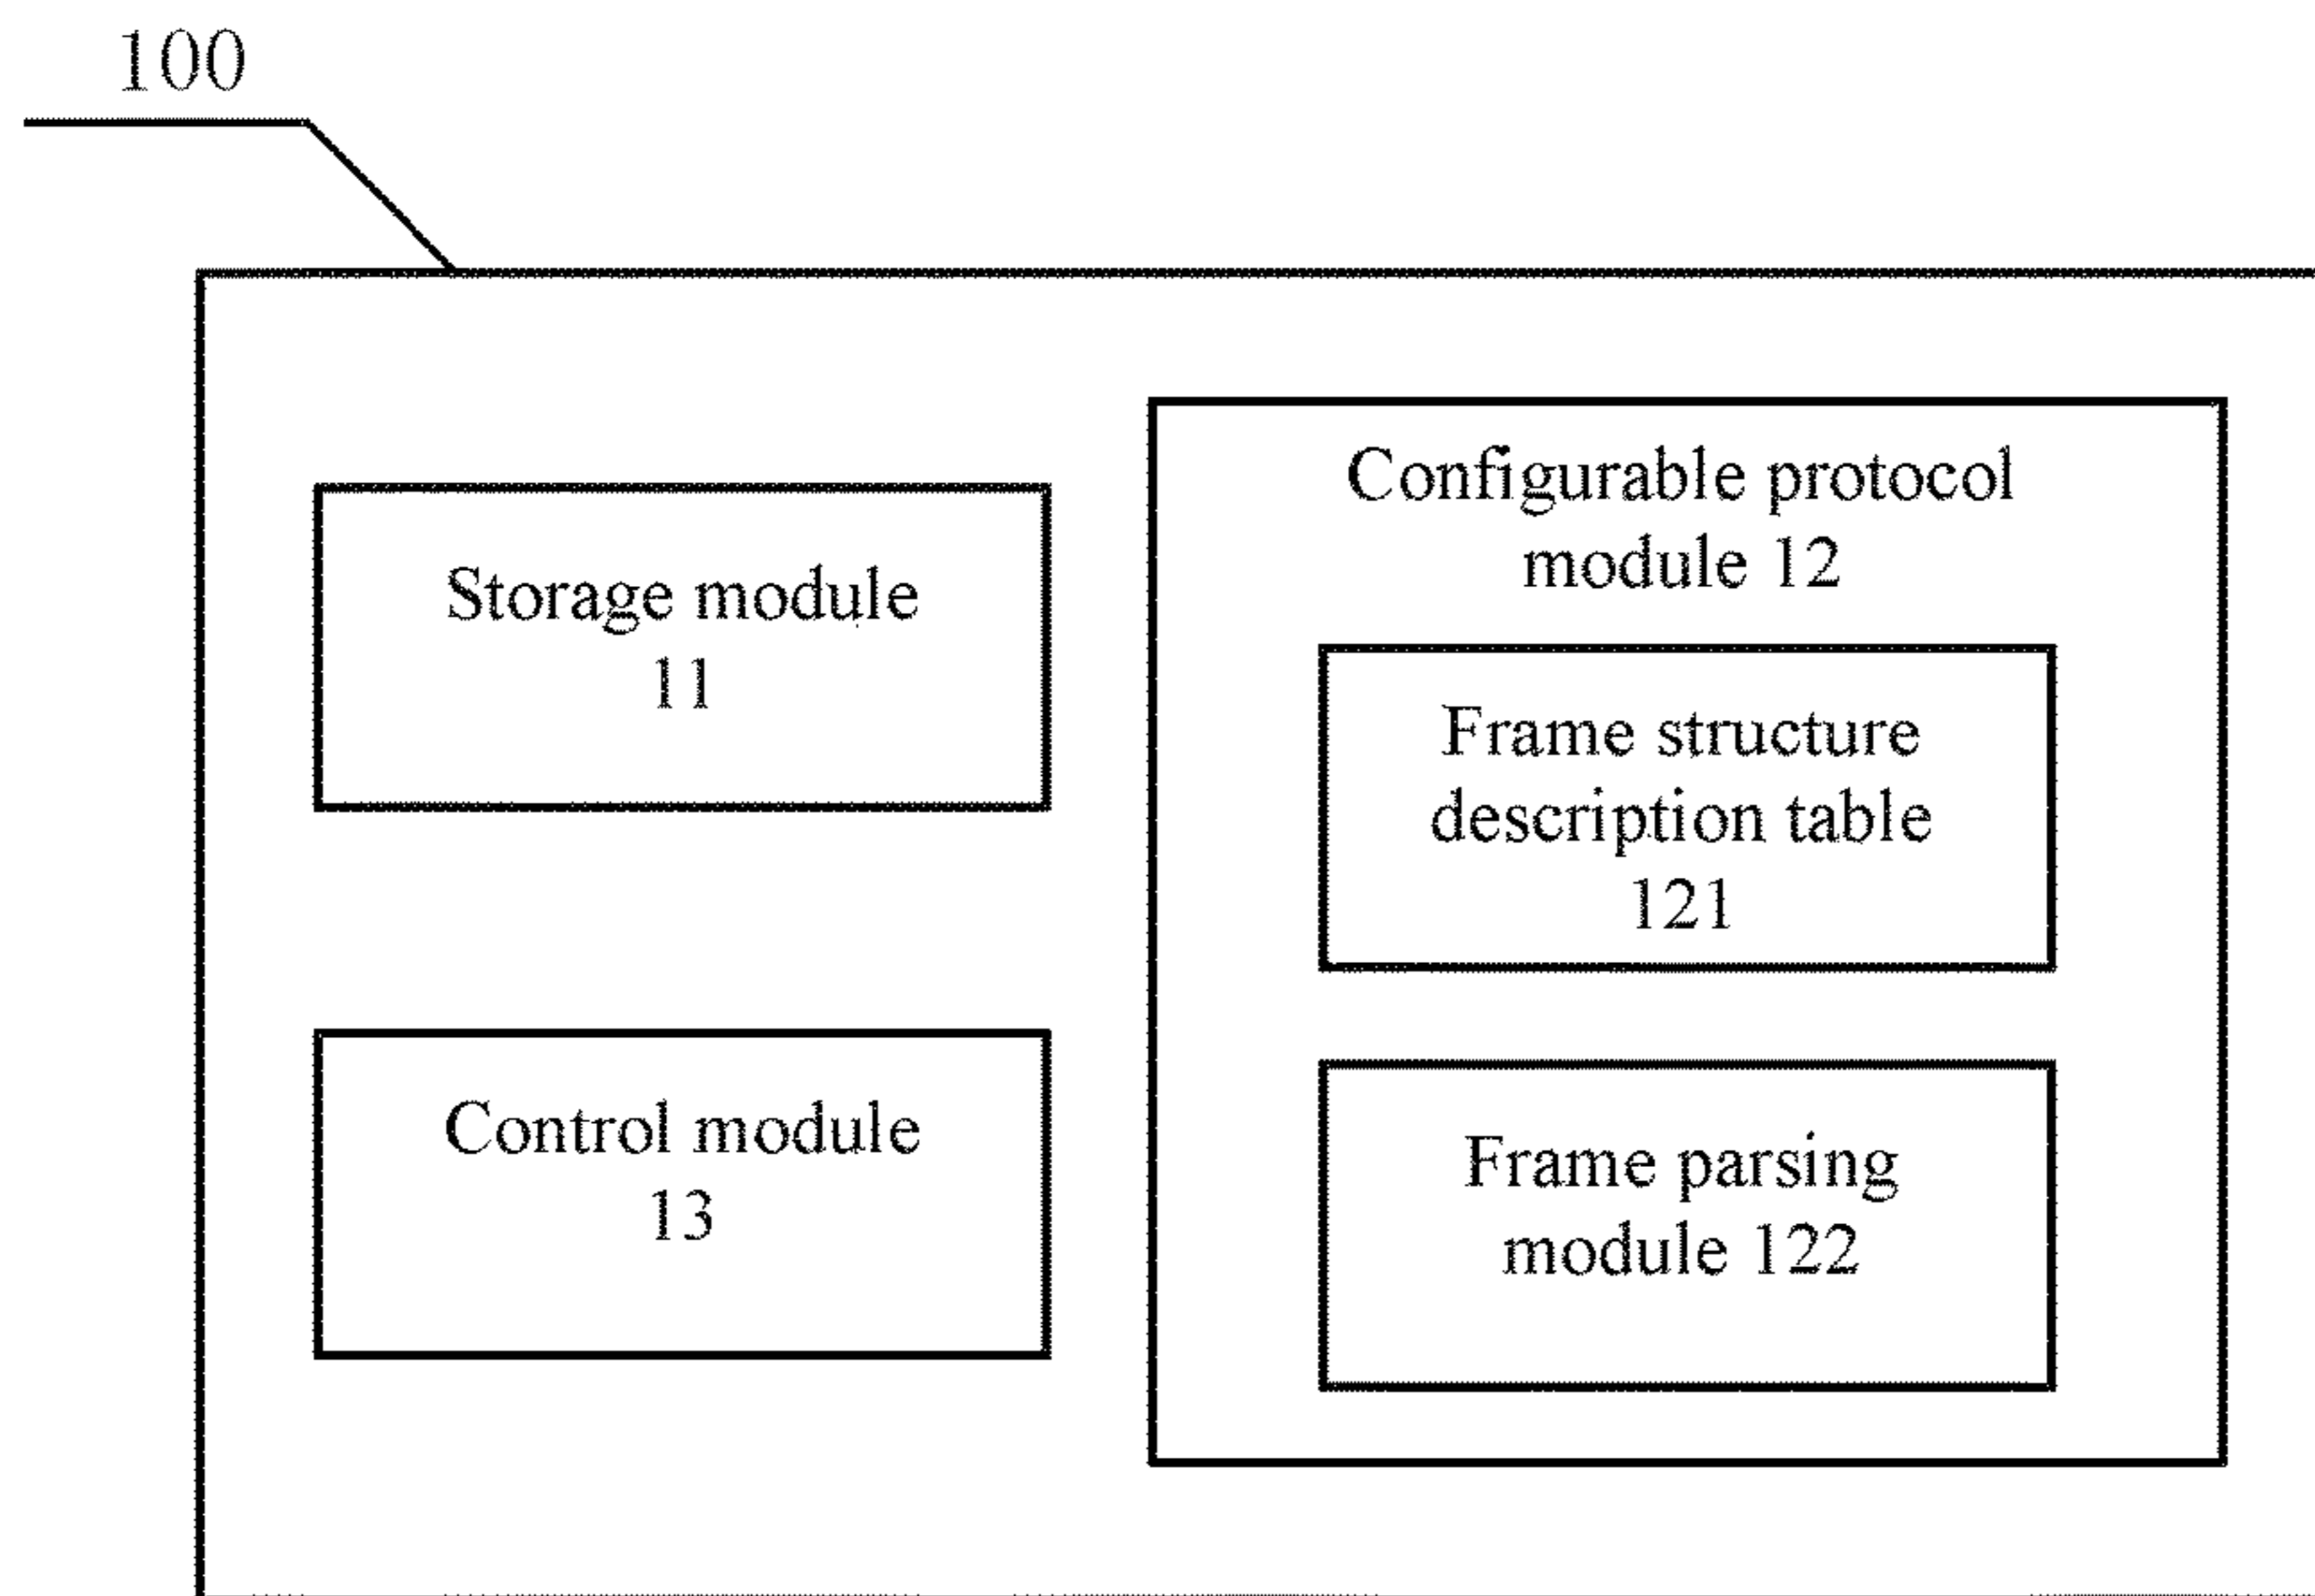 100
Storage module
11
Configurable protocol
module 12
Frame structure
description table
121
Control module
13
Frame parsing
module 122